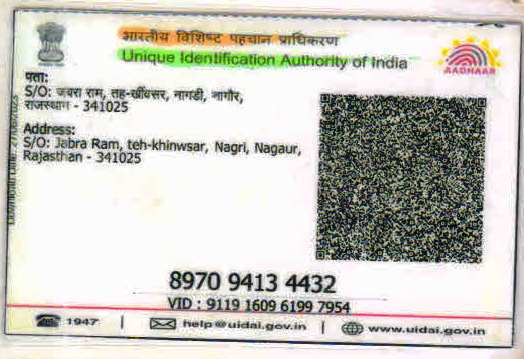 भारतीय विशिष्ट पहचान प्राधिकरण
Unique Identification Authority of India
AADHAAR
पता:
S/O: जबरा राम, तह-खींवसर, नागडी, नागौर,
राजस्थान - 341025
Address:
S/O: Jabra Ram, teh-khinwsar, Nagri, Nagaur,
Rajasthan - 341025
8970 9413 4432
VID : 9119 1609 6199 7954
1947
help@uidai.gov.in
www.uidai.gov.in